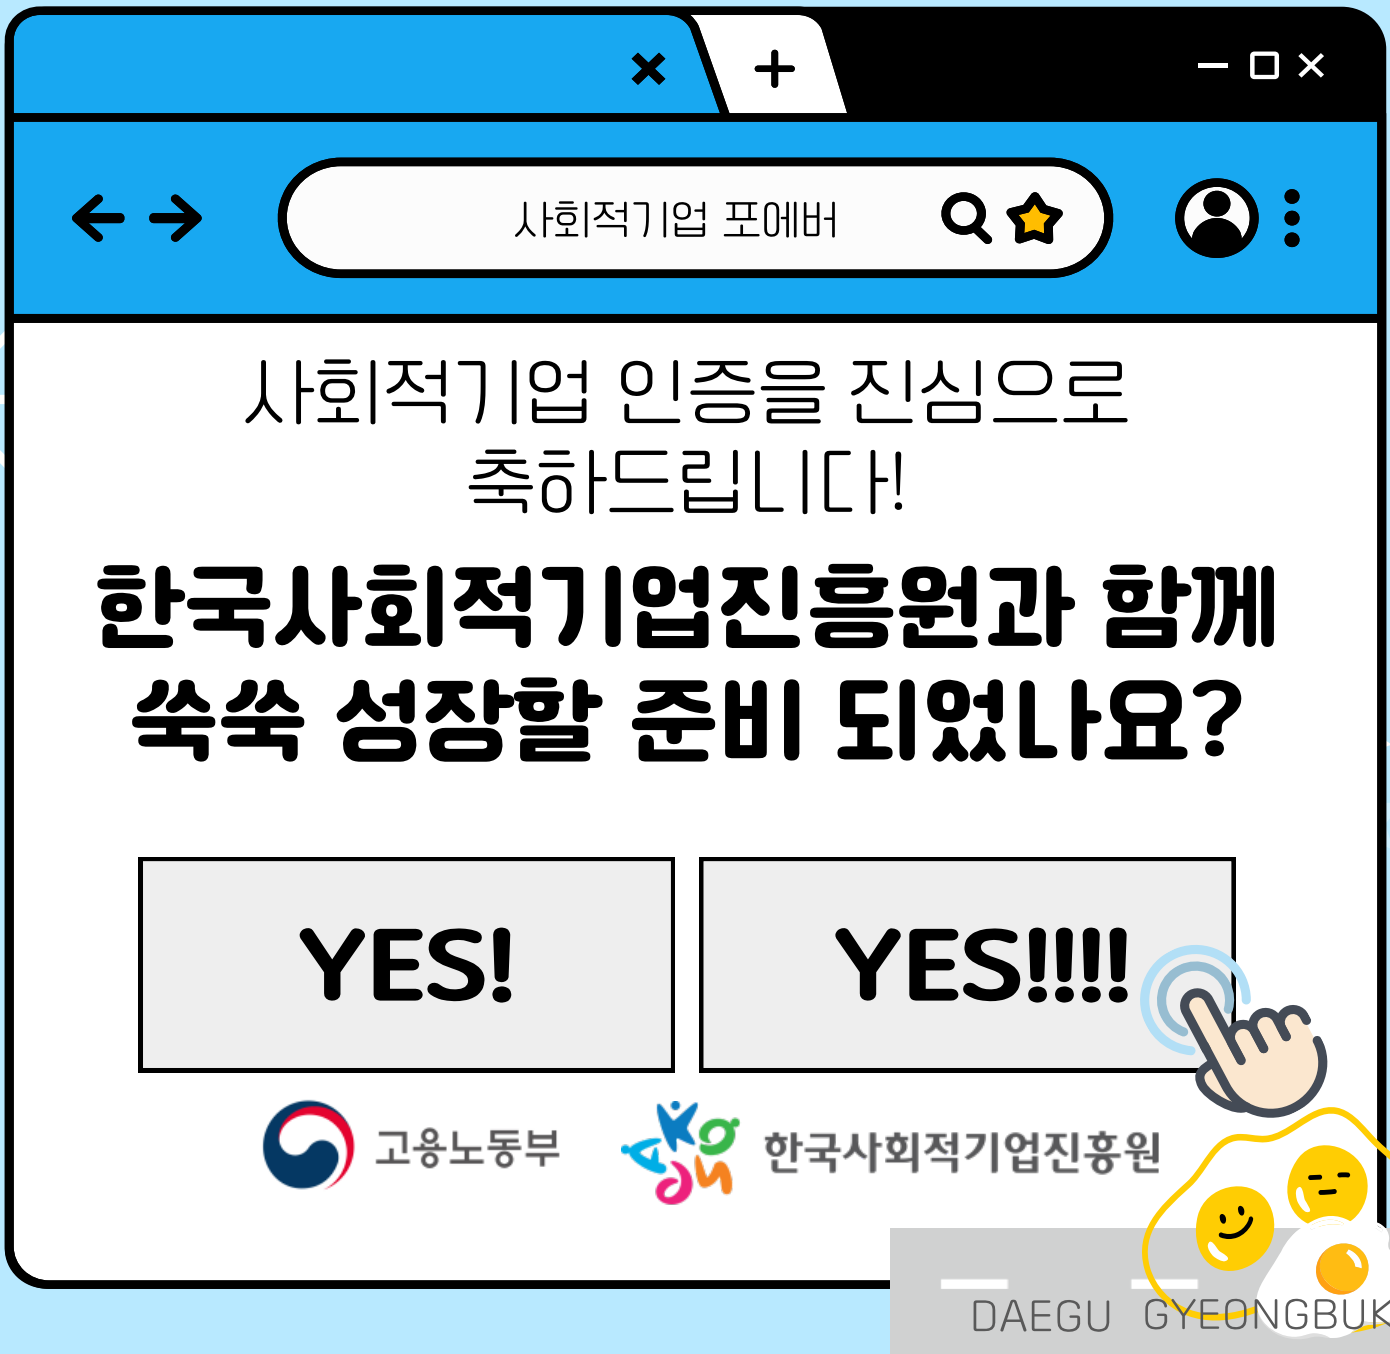 사회적기업 포에버
사회적기업 인증을 진심으로
축하드립니다!
한국사회적기업진흥원과 함께
쑥쑥 성장할 준비 되었나요?
YES!
YES!!!!
고용노동부
한국사회적기업진흥원
DAEGU GYEONGBUK